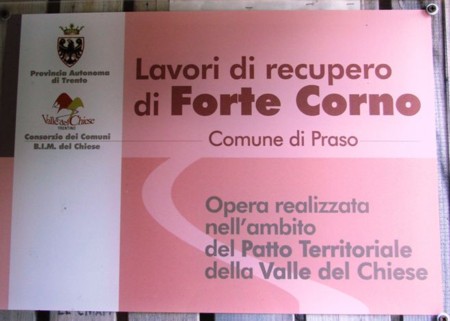 Provincia Autonoma
di Trento
Valle del Chiese
TRENTINO
Consorzio dei Comuni
B.I.M. del Chiese
Lavori di recupero
di Forte Corno
Comune di Praso
Opera realizzata
nell'ambito
del Patto Territoriale
della Valle del Chiese